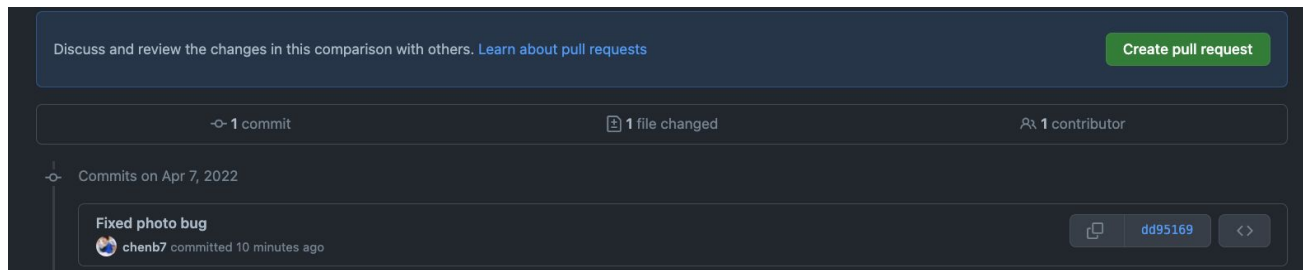 Discuss and review the changes in this comparison with others. Learn about pull requests
Create pull request
1 commit
1 file changed
1 contributor
Commits on Apr 7, 2022
Fixed photo bug
dd95169
chenb7 committed 10 minutes ago